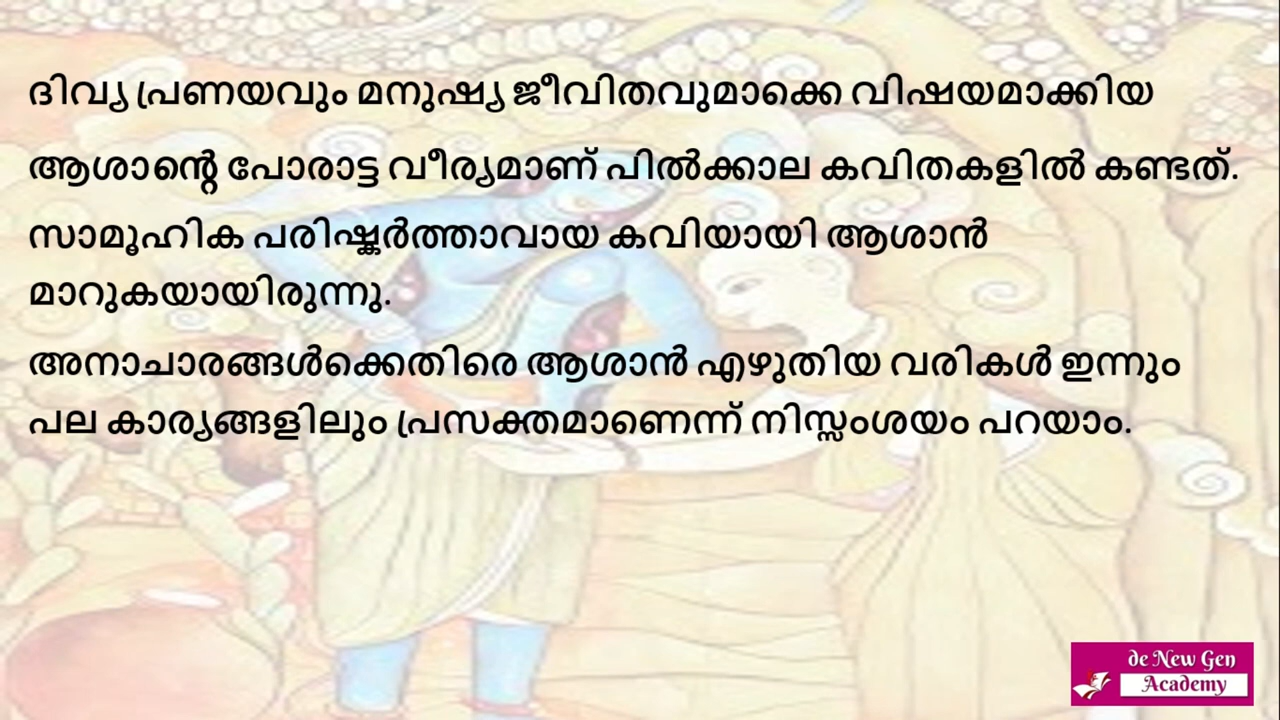 ദിവ്യ പ്രണയവും മനുഷ്യ ജീവിതവുമാക്കെ വിഷയമാക്കിയ
ആശാന്റെ പോരാട്ട വീര്യമാണ് പിൽക്കാല കവിതകളിൽ കണ്ടത്.
സാമൂഹിക പരിഷ്കർത്താവായ കവിയായി ആശാൻ
മാറുകയായിരുന്നു.
അനാചാരങ്ങൾക്കെതിരെ ആശാൻ എഴുതിയ വരികൾ ഇന്നും
പല കാര്യങ്ങളിലും പ്രസക്തമാണെന്ന് നിസ്സംശയം പറയാം.
de New Gen
Academy